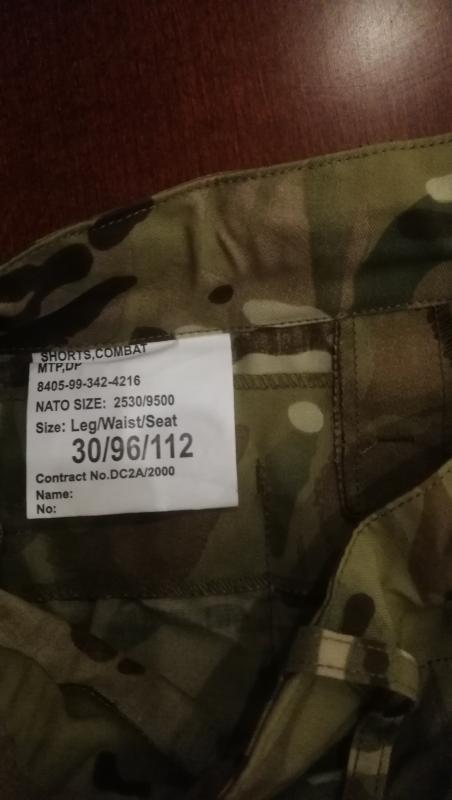 SHORTS,COMBAT
MTP,DP
8405-99-342-4216
NATO SIZE: 2530/9500
Size: Leg/Waist/Seat
30/96/112
Contract No.DC2A/2000
Name:
No: